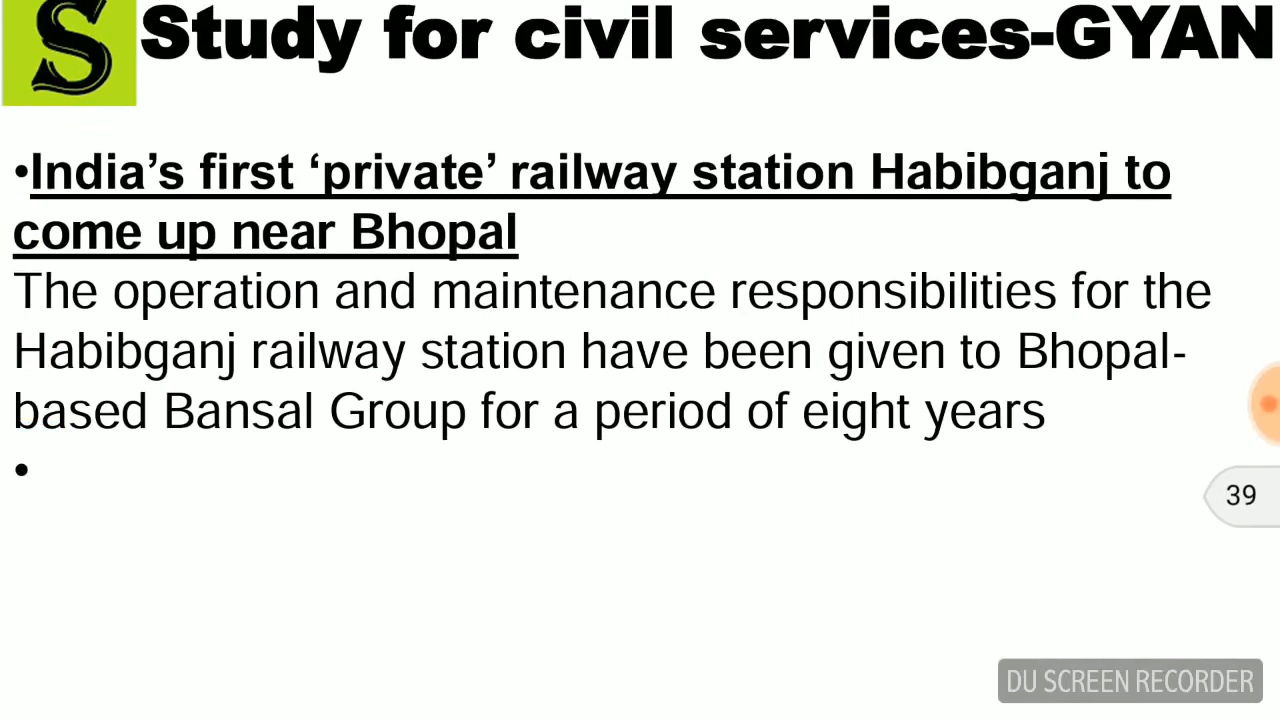 S Study for civil services-GYAN
•India’s first ‘private’ railway station Habibganj to
come up near Bhopal
The operation and maintenance responsibilities for the
Habibganj railway station have been given to Bhopal-
based Bansal Group for a period of eight years
•
39
DU SCREEN RECORDER